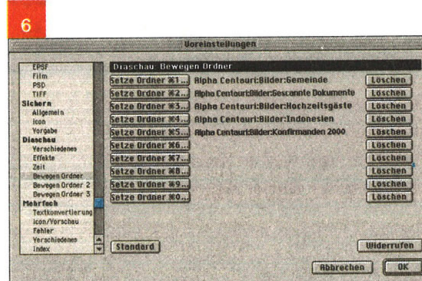 6
Voreinstellungen
EPSF
Film
PSD
TIFF
Sichern
Allgemein
Icon
Vorgabe
Diaschau
Verschiedenes
Effekte
Zeit
Bewegen Ordner
Bewegen Ordner 2
Bewegen Ordner 3
Mehrfach
Textkonvertierung
Icon/Vorschau
Fehler
Verschiedenes
Index
Diaschau: Bewegen Ordner
Setze Ordner ⌘1... Alpha Centauri:Bilder:Gemeinde Löschen
Setze Ordner ⌘2... Alpha Centauri:Bilder:Gescannte Dokumente Löschen
Setze Ordner ⌘3... Alpha Centauri:Bilder:Hochzeitsgäste Löschen
Setze Ordner ⌘4... Alpha Centauri:Bilder:Indonesien Löschen
Setze Ordner ⌘5... Alpha Centauri:Bilder:Konfirmanden 2000 Löschen
Setze Ordner ⌘6... Löschen
Setze Ordner ⌘7... Löschen
Setze Ordner ⌘8... Löschen
Setze Ordner ⌘9... Löschen
Setze Ordner ⌘0... Löschen
Standard Widerrufen
Abbrechen OK